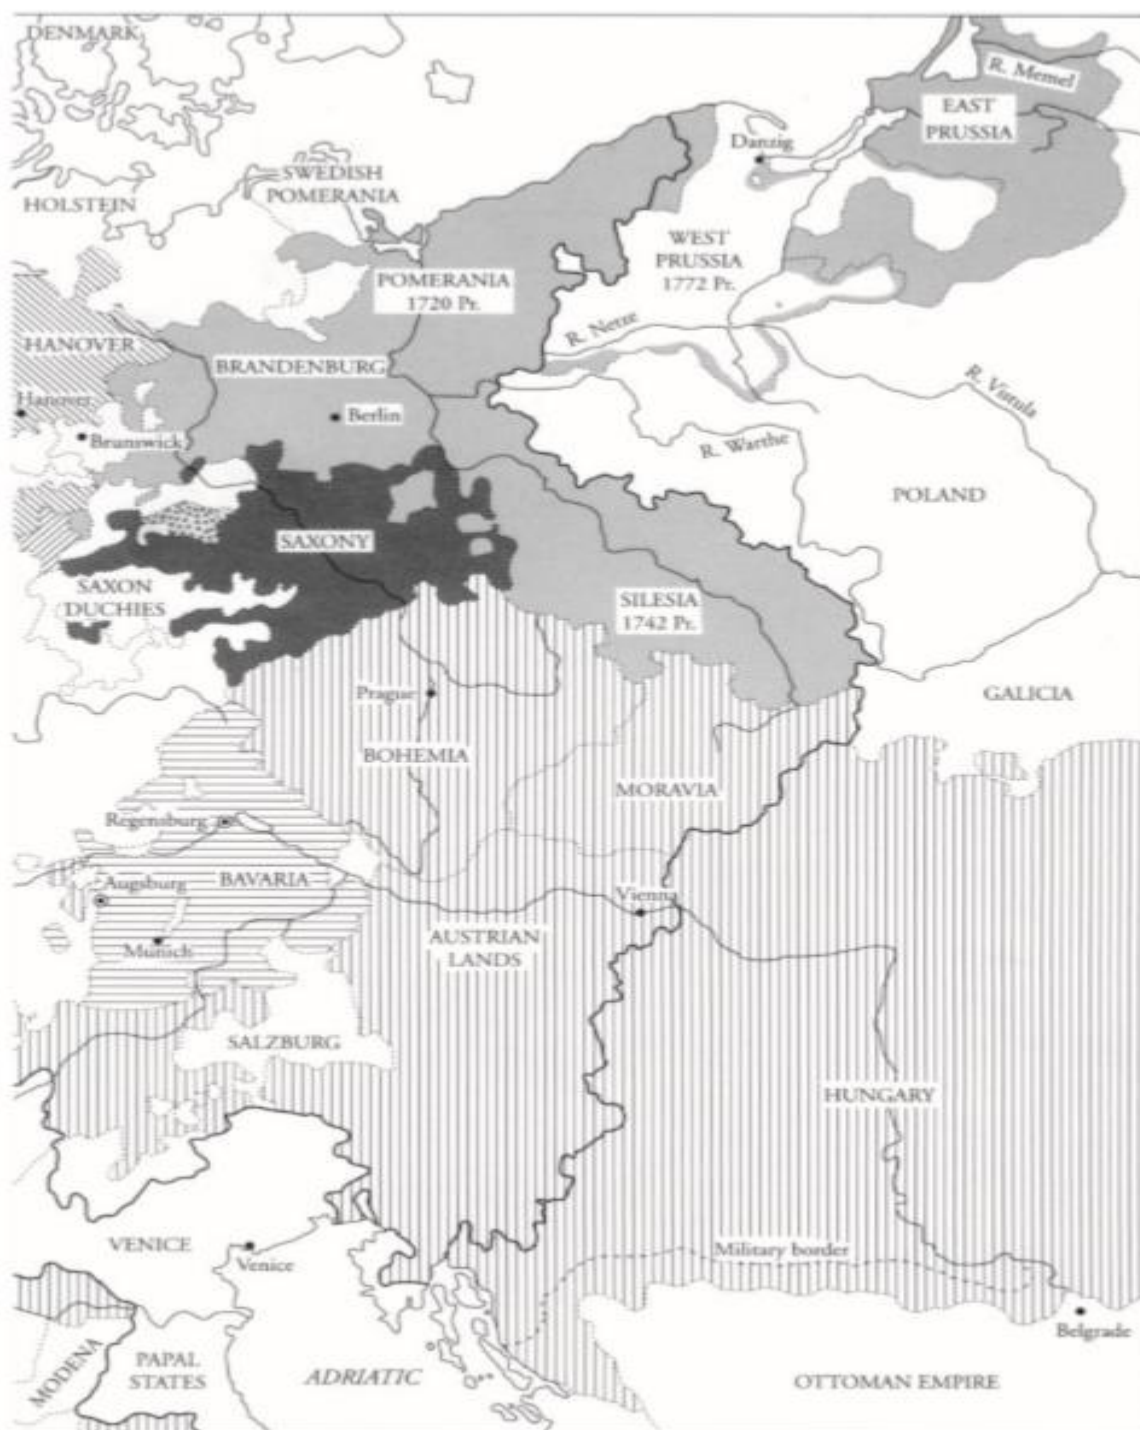 DENMARK
R. Memel
EAST
PRUSSIA
Danzig
SWEDISH
POMERANIA
HOLSTEIN
WEST
PRUSSIA
1772 Pr.
POMERANIA
1720 Pr.
R. Netze
HANOVER
BRANDENBURG
R. Vistula
Hanover
Berlin
Brunswick
R. Warthe
POLAND
SAXONY
SAXON
DUCHIES
SILESIA
1742 Pr.
Prague
GALICIA
BOHEMIA
MORAVIA
Regensburg
BAVARIA
Augsburg
Vienna
Munich
AUSTRIAN
LANDS
SALZBURG
HUNGARY
VENICE
Venice
Military border
Belgrade
MODENA
PAPAL
STATES
ADRIATIC
OTTOMAN EMPIRE